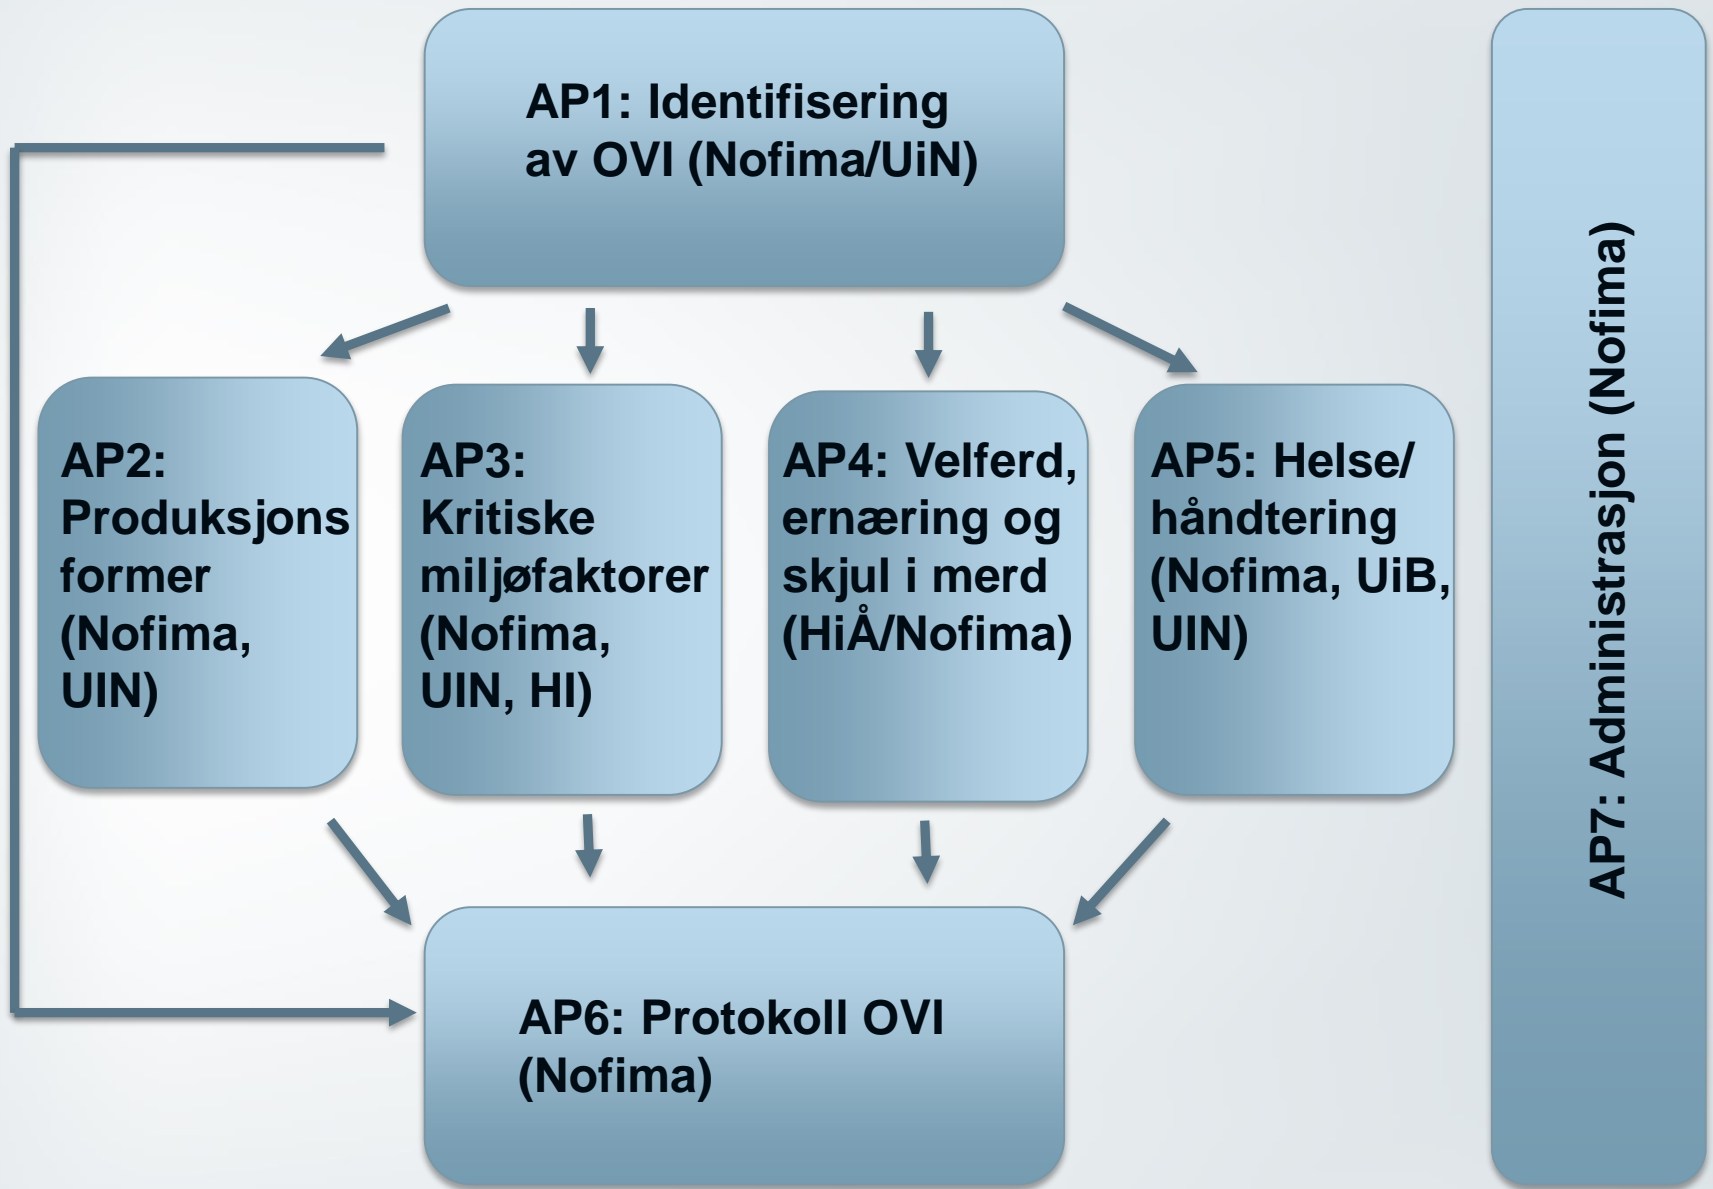 AP1: Identifisering
av OVI (Nofima/UiN)
AP2:
Produksjons
former
(Nofima,
UIN)
AP3:
Kritiske
miljøfaktorer
(Nofima,
UIN, HI)
AP4: Velferd,
ernæring og
skjul i merd
(HiÅ/Nofima)
AP5: Helse/
håndtering
(Nofima, UiB,
UIN)
AP6: Protokoll OVI
(Nofima)
AP7: Administrasjon (Nofima)